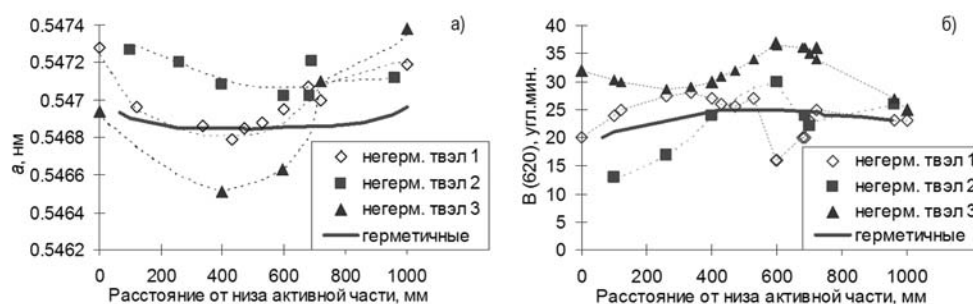 а)
0.5474
0.5472
0.547
0.5468
0.5466
0.5464
0.5462
a, нм
негерм. твэл 1
негерм. твэл 2
негерм. твэл 3
герметичные
0 200 400 600 800 1000
Расстояние от низа активной части, мм
б)
40
35
30
25
20
15
10
5
0
В (620), угл.мин.
негерм. твэл 1
негерм. твэл 2
негерм. твэл 3
герметичные
0 200 400 600 800 1000
Расстояние от низа активной части, мм